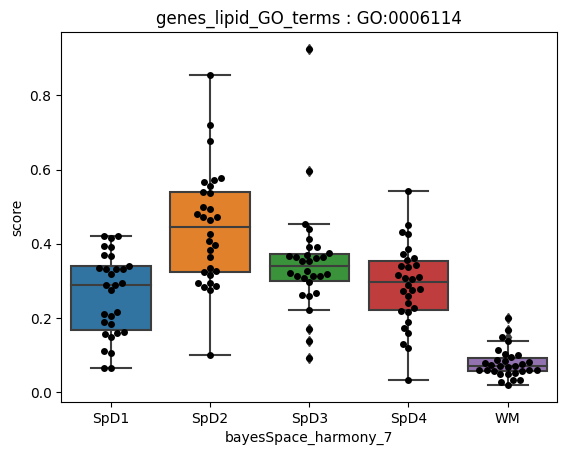 genes_lipid_GO_terms : GO:0006114
score
0.8
0.6
0.4
0.2
0.0
SpD1 SpD2 SpD3 SpD4 WM
bayesSpace_harmony_7